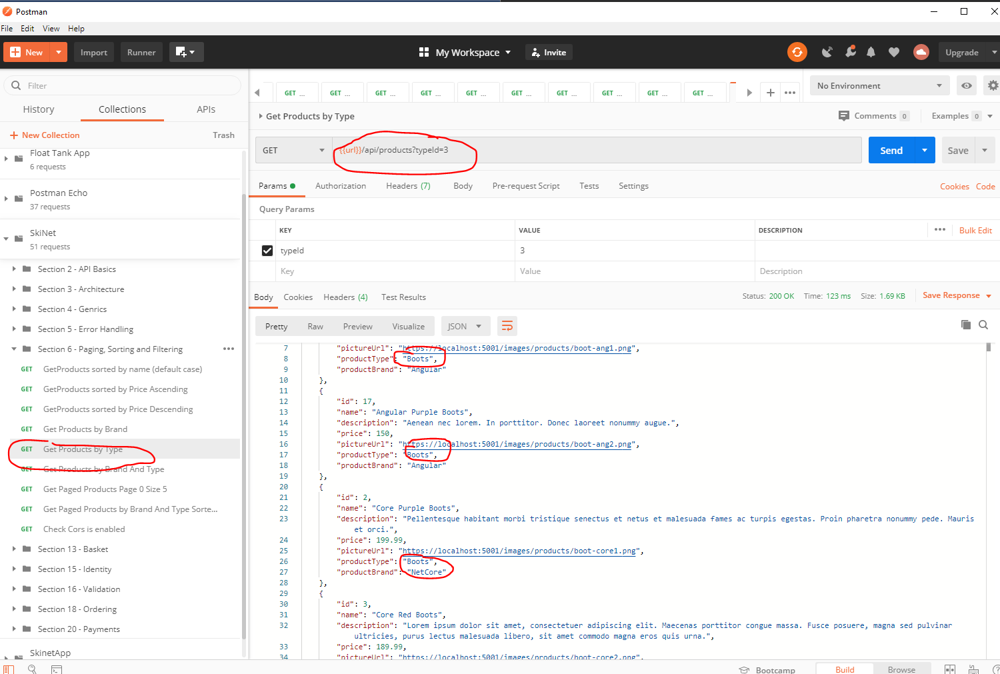 Postman
File Edit View Help
New Import Runner My Workspace Invite Upgrade
Filter
History Collections APIs
New Collection Trash
Float Tank App
6 requests
Postman Echo
37 requests
SkiNet
51 requests
Section 2 - API Basics
Section 3 - Architecture
Section 4 - Genrics
Section 5 - Error Handling
Section 6 - Paging, Sorting and Filtering
GET GetProducts sorted by name (default case)
GET GetProducts sorted by Price Ascending
GET GetProducts sorted by Price Descending
GET Get Products by Brand
GET Get Products by Type
GET Get Products by Brand And Type
GET Get Paged Products Page 0 Size 5
GET Get Paged Products by Brand And Type Sorte...
GET Check Cors is enabled
Section 13 - Basket
Section 15 - Identity
Section 16 - Validation
Section 18 - Ordering
Section 20 - Payments
SkinetApp
GET ... GET ... GET ... GET ... GET ... GET ... GET ... GET ... GET ... GET ...
No Environment
Get Products by Type Comments 0 Examples 0
GET {{url}}/api/products?typeId=3 Send Save
Params Authorization Headers (7) Body Pre-request Script Tests Settings Cookies Code
Query Params
KEY VALUE DESCRIPTION Bulk Edit
typeId 3
Key Value Description
Body Cookies Headers (4) Test Results Status: 200 OK Time: 123 ms Size: 1.69 KB Save Response
Pretty Raw Preview Visualize JSON
7 "pictureUrl": "https://localhost:5001/images/products/boot-ang1.png",
8 "productType": "Boots",
9 "productBrand": "Angular"
10 },
11 {
12 "id": 17,
13 "name": "Angular Purple Boots",
14 "description": "Aenean nec lorem. In porttitor. Donec laoreet nonummy augue.",
15 "price": 150,
16 "pictureUrl": "https://localhost:5001/images/products/boot-ang2.png",
17 "productType": "Boots",
18 "productBrand": "Angular"
19 },
20 {
21 "id": 2,
22 "name": "Core Purple Boots",
23 "description": "Pellentesque habitant morbi tristique senectus et netus et malesuada fames ac turpis egestas. Proin pharetra nonummy pede. Mauris
et orci.",
24 "price": 199.99,
25 "pictureUrl": "https://localhost:5001/images/products/boot-core1.png",
26 "productType": "Boots",
27 "productBrand": "NetCore"
28 },
29 {
30 "id": 3,
31 "name": "Core Red Boots",
32 "description": "Lorem ipsum dolor sit amet, consectetuer adipiscing elit. Maecenas porttitor congue massa. Fusce posuere, magna sed pulvinar
ultricies, purus lectus malesuada libero, sit amet commodo magna eros quis urna.",
33 "price": 189.99,
34 "pictureUrl": "https://localhost:5001/images/products/boot-core2.png",
Bootcamp Build Browse